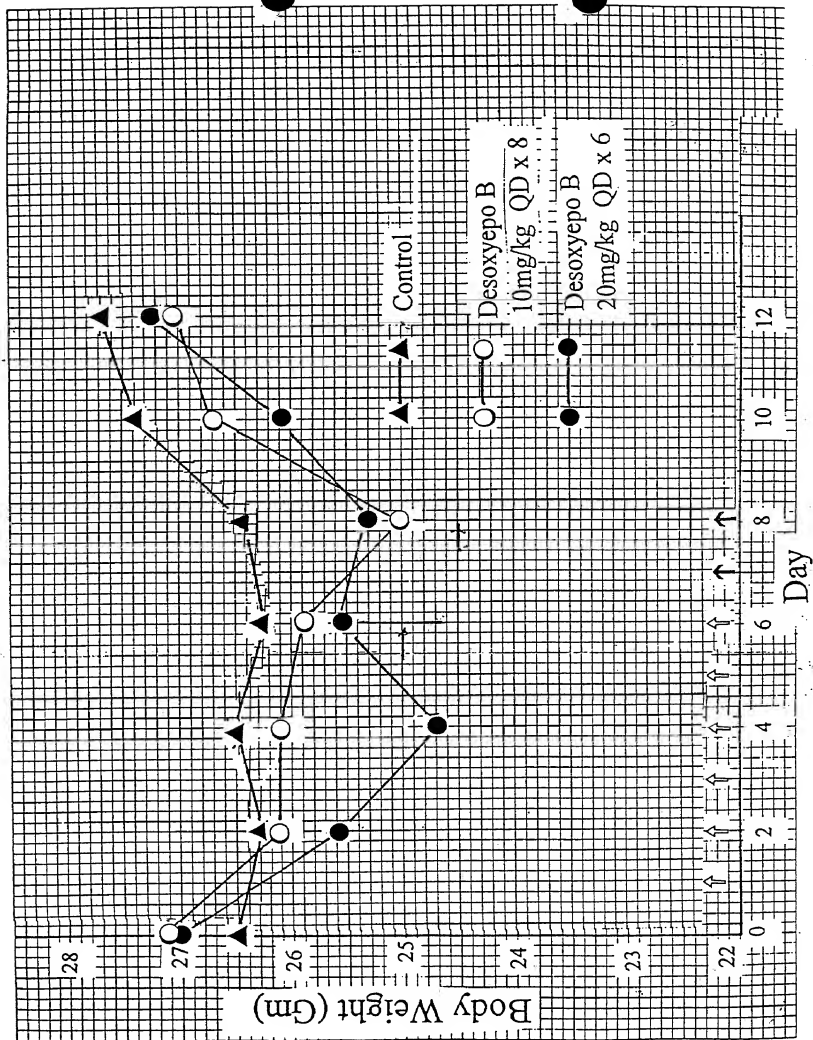 Body Weight (Gm)
28
27
26
25
24
23
22
0
2
4
6
8
10
12
Day
Control
Desoxyepo B
10mg/kg QD x 8
Desoxyepo B
20mg/kg QD x 6